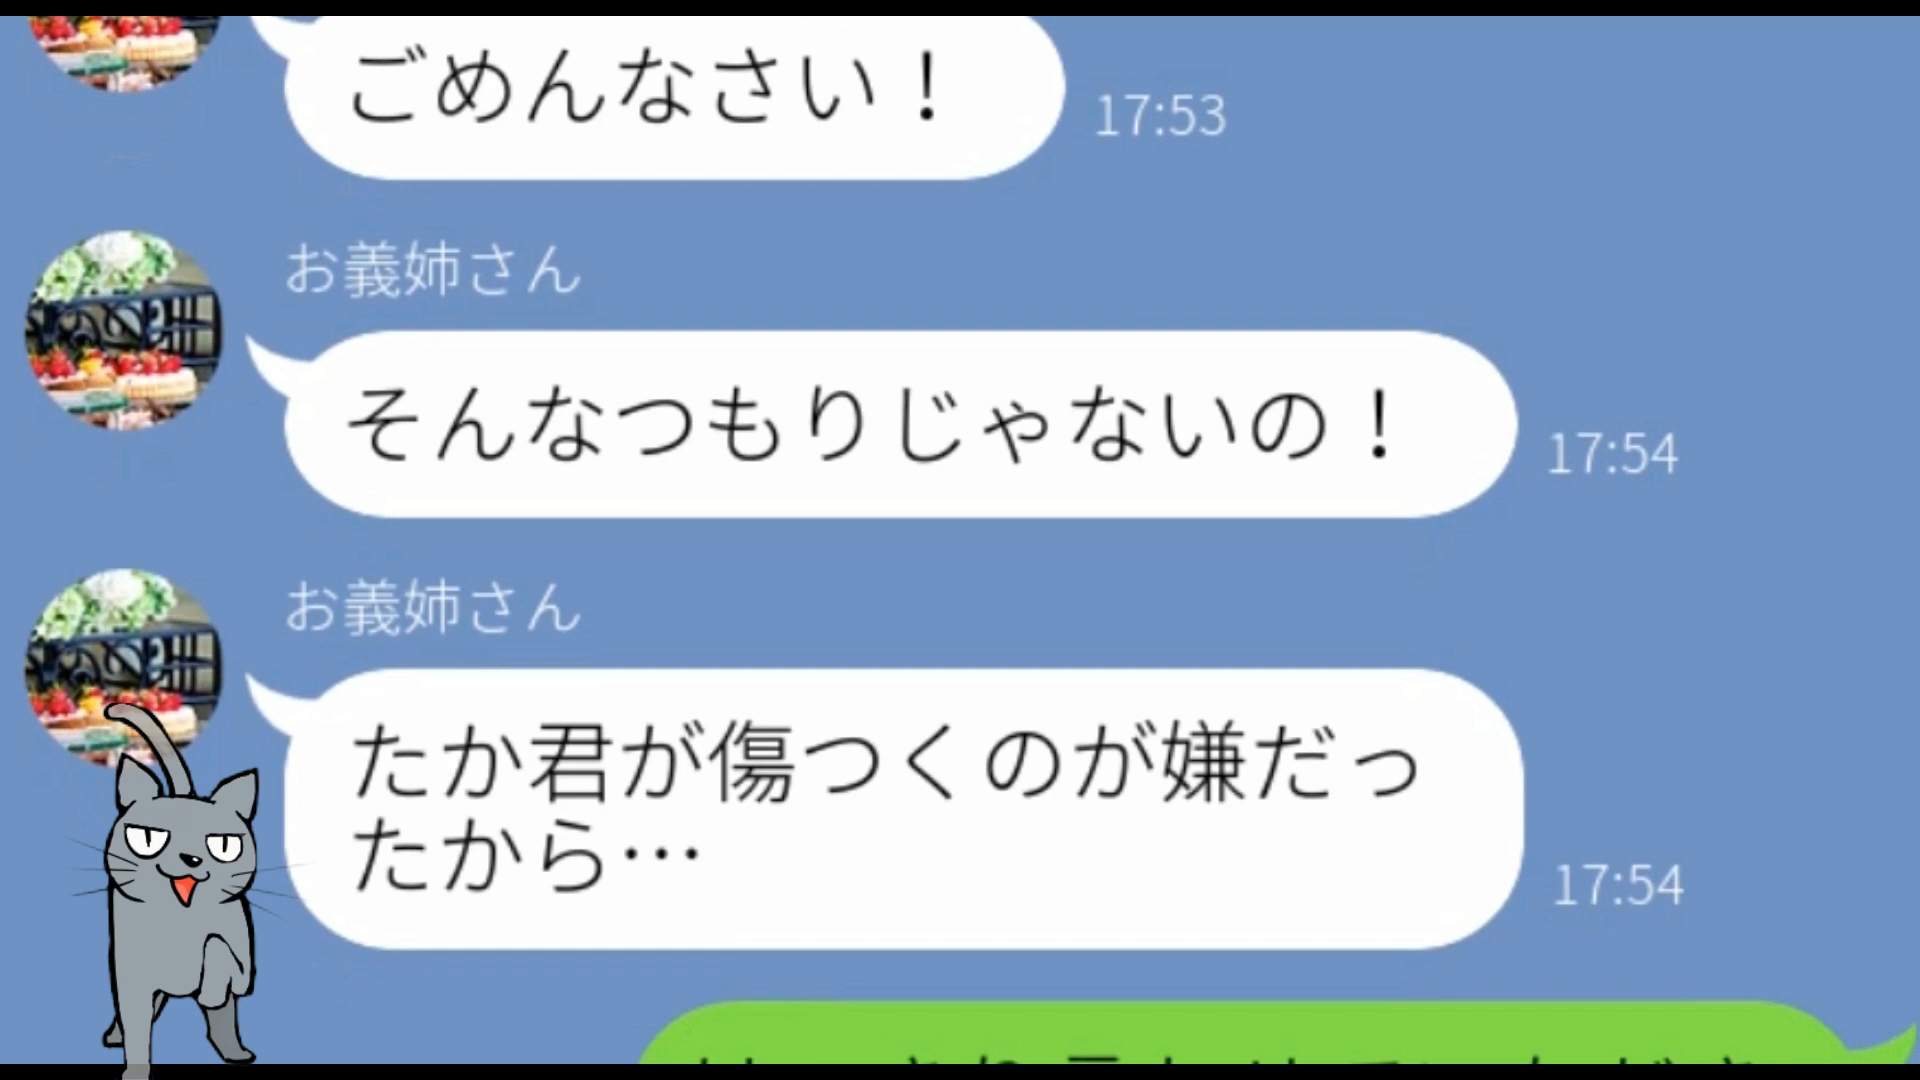 ごめんなさい！
17:53
お義姉さん
そんなつもりじゃないの！
17:54
お義姉さん
たか君が傷つくのが嫌だっ
たから…
17:54